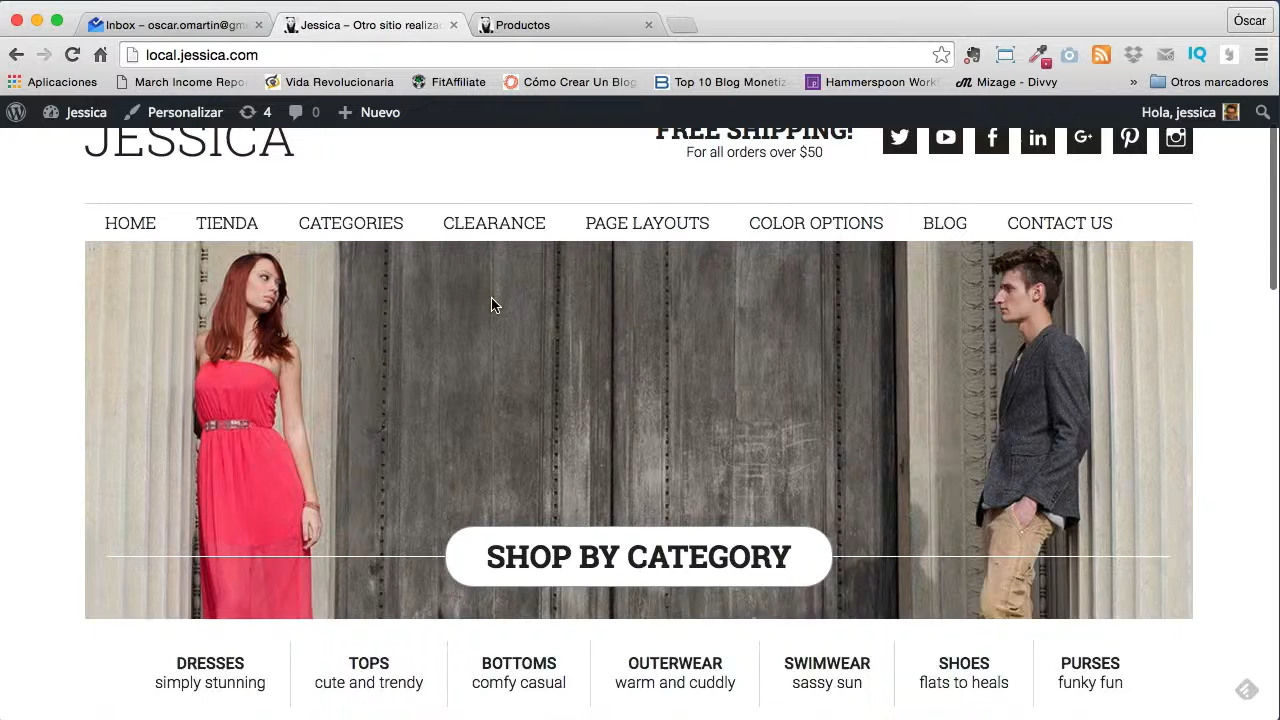 Inbox – oscar.omartin@gm
Jessica – Otro sitio realiza
Productos
Óscar
local.jessica.com
IQ
Aplicaciones
March Income Repo
Vida Revolucionaria
FitAffiliate
Cómo Crear Un Blog
Top 10 Blog Monetiz
Hammerspoon Workf
Mizage – Divvy
»
Otros marcadores
Jessica
Personalizar
4
0
Nuevo
Hola, jessica
JESSICA
FREE SHIPPING!
For all orders over $50
HOME
TIENDA
CATEGORIES
CLEARANCE
PAGE LAYOUTS
COLOR OPTIONS
BLOG
CONTACT US
SHOP BY CATEGORY
DRESSES
simply stunning
TOPS
cute and trendy
BOTTOMS
comfy casual
OUTERWEAR
warm and cuddly
SWIMWEAR
sassy sun
SHOES
flats to heals
PURSES
funky fun